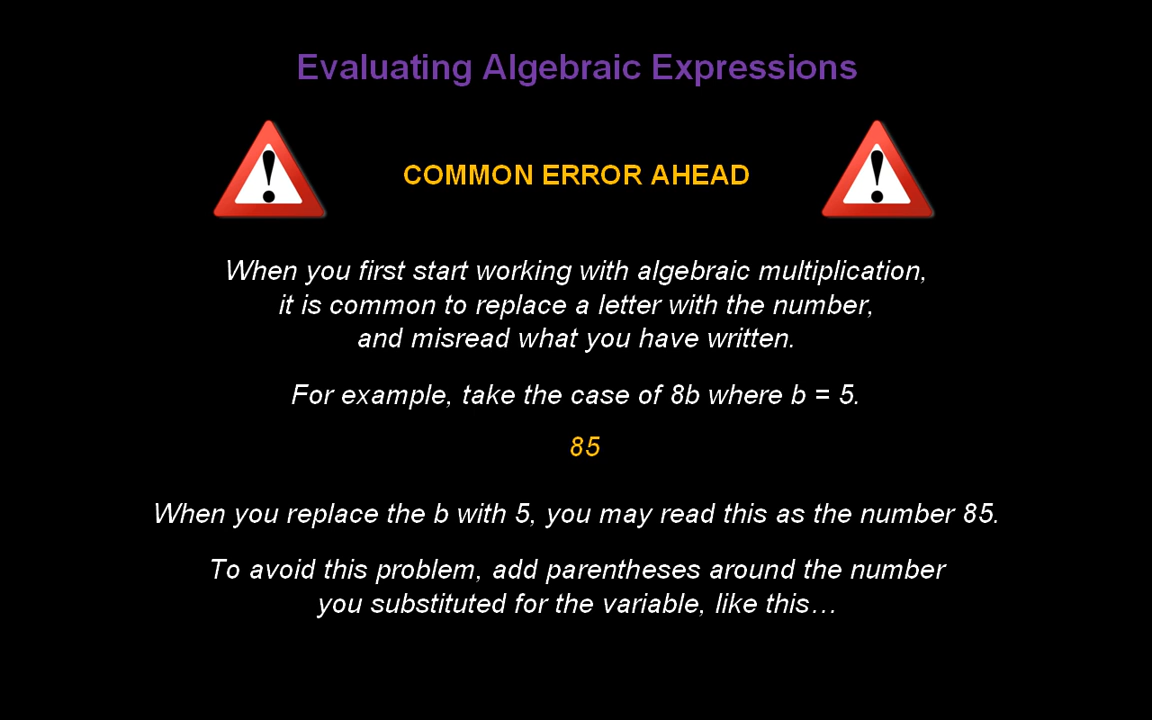 Evaluating Algebraic Expressions
COMMON ERROR AHEAD
When you first start working with algebraic multiplication,
it is common to replace a letter with the number,
and misread what you have written.
For example, take the case of 8b where b = 5.
85
When you replace the b with 5, you may read this as the number 85.
To avoid this problem, add parentheses around the number
you substituted for the variable, like this…